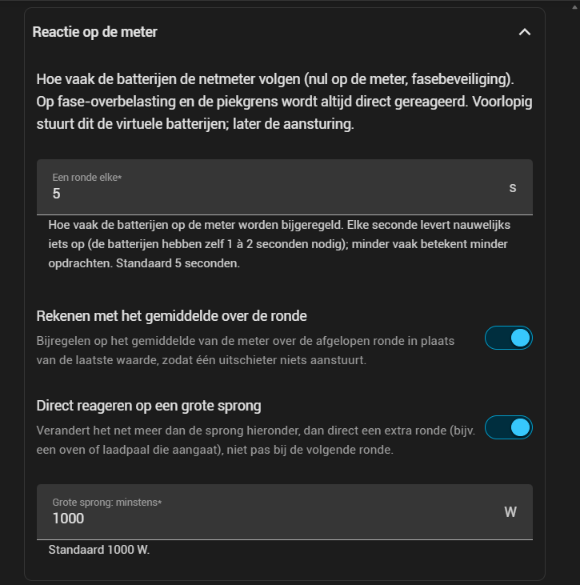 Reactie op de meter
Hoe vaak de batterijen de netmeter volgen (nul op de meter, fasebeveiliging).
Op fase-overbelasting en de piekgrens wordt altijd direct gereageerd. Voorlopig
stuurt dit de virtuele batterijen; later de aansturing.
Een ronde elke*
5
s
Hoe vaak de batterijen op de meter worden bijgeregeld. Elke seconde levert nauwelijks
iets op (de batterijen hebben zelf 1 à 2 seconden nodig); minder vaak betekent minder
opdrachten. Standaard 5 seconden.
Rekenen met het gemiddelde over de ronde
Bijregelen op het gemiddelde van de meter over de afgelopen ronde in plaats
van de laatste waarde, zodat één uitschieter niets aanstuurt.
Direct reageren op een grote sprong
Verandert het net meer dan de sprong hieronder, dan direct een extra ronde (bijv.
een oven of laadpaal die aangaat), niet pas bij de volgende ronde.
Grote sprong: minstens*
1000
W
Standaard 1000 W.